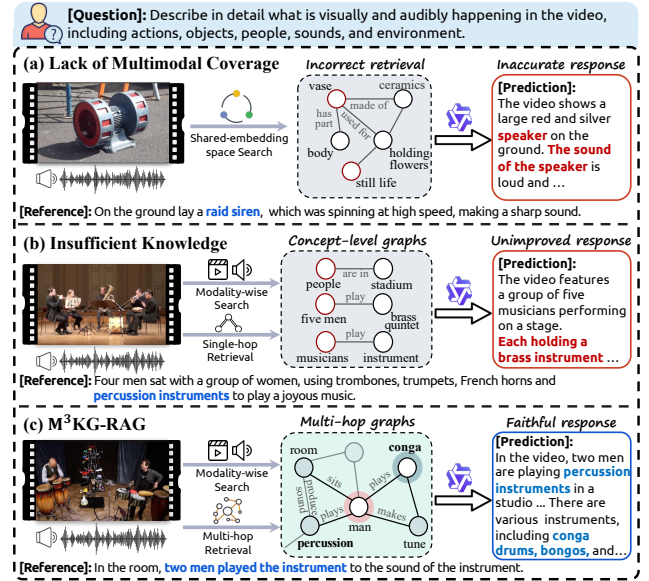 [Question]: Describe in detail what is visually and audibly happening in the video,
including actions, objects, people, sounds, and environment.
(a) Lack of Multimodal Coverage
Incorrect retrieval
Inaccurate response
Shared-embedding
space Search
vase
ceramics
made of
has
part
used for
body
holding
flowers
still life
[Prediction]:
The video shows a
large red and silver
speaker on the
ground. The sound
of the speaker is
loud and ...
[Reference]: On the ground lay a raid siren, which was spinning at high speed, making a sharp sound.
(b) Insufficient Knowledge
Concept-level graphs
Unimproved response
Modality-wise
Search
Single-hop
Retrieval
people
are in
stadium
five men
play
brass
quintet
musicians
play
instrument
[Prediction]:
The video features
a group of five
musicians performing
on a stage.
Each holding a
brass instrument ...
[Reference]: Four men sat with a group of women, using trombones, trumpets, French horns and
percussion instruments to play a joyous music.
(c) M³KG-RAG
Multi-hop graphs
Faithful response
Modality-wise
Search
Multi-hop
Retrieval
room
conga
sits
plays
produce
sound
plays
man
makes
percussion
tune
[Prediction]:
In the video, two men
are playing percussion
instruments in a
studio ... There are
various instruments,
including conga
drums, bongos, and...
[Reference]: In the room, two men played the instrument to the sound of the instrument.